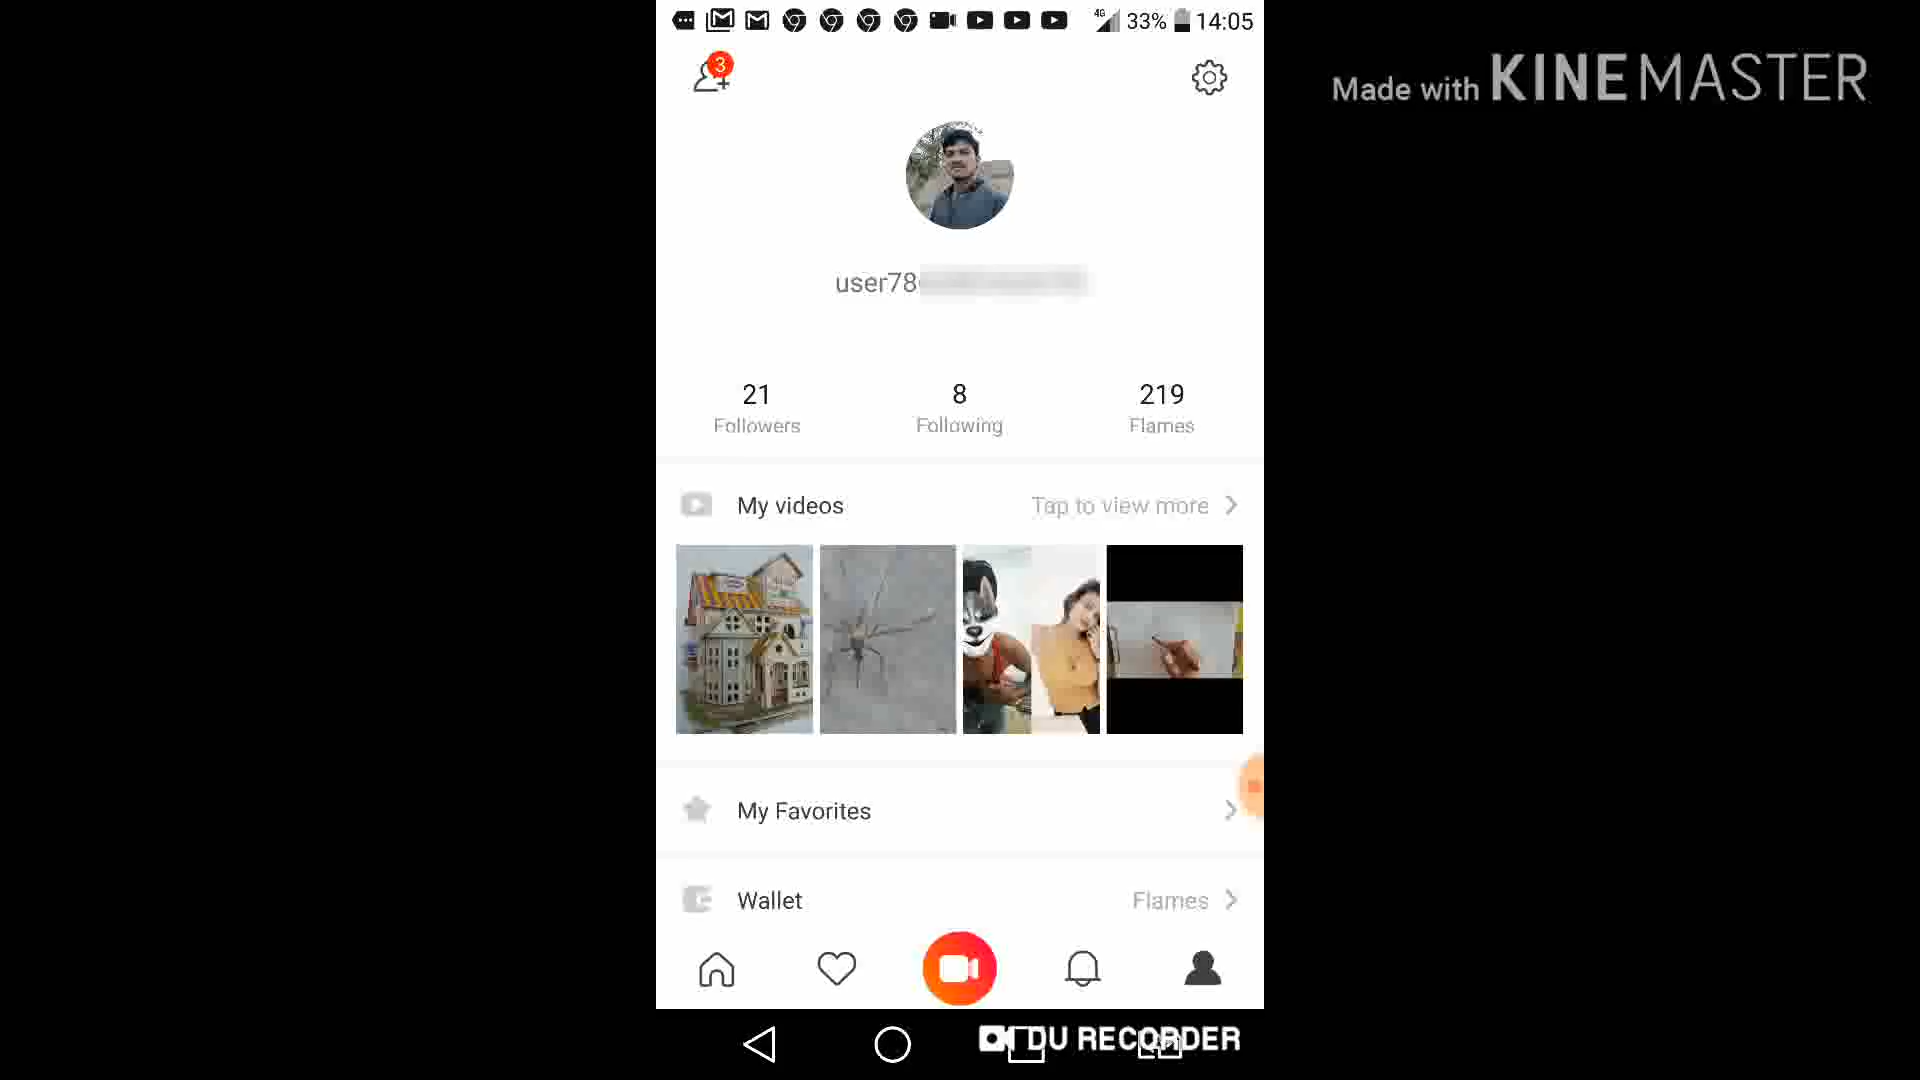 4G 33% 14:05
Made with KINEMASTER
3
user78
21 8 219
Followers Following Flames
My videos Tap to view more
My Favorites
Wallet Flames
DU RECORDER